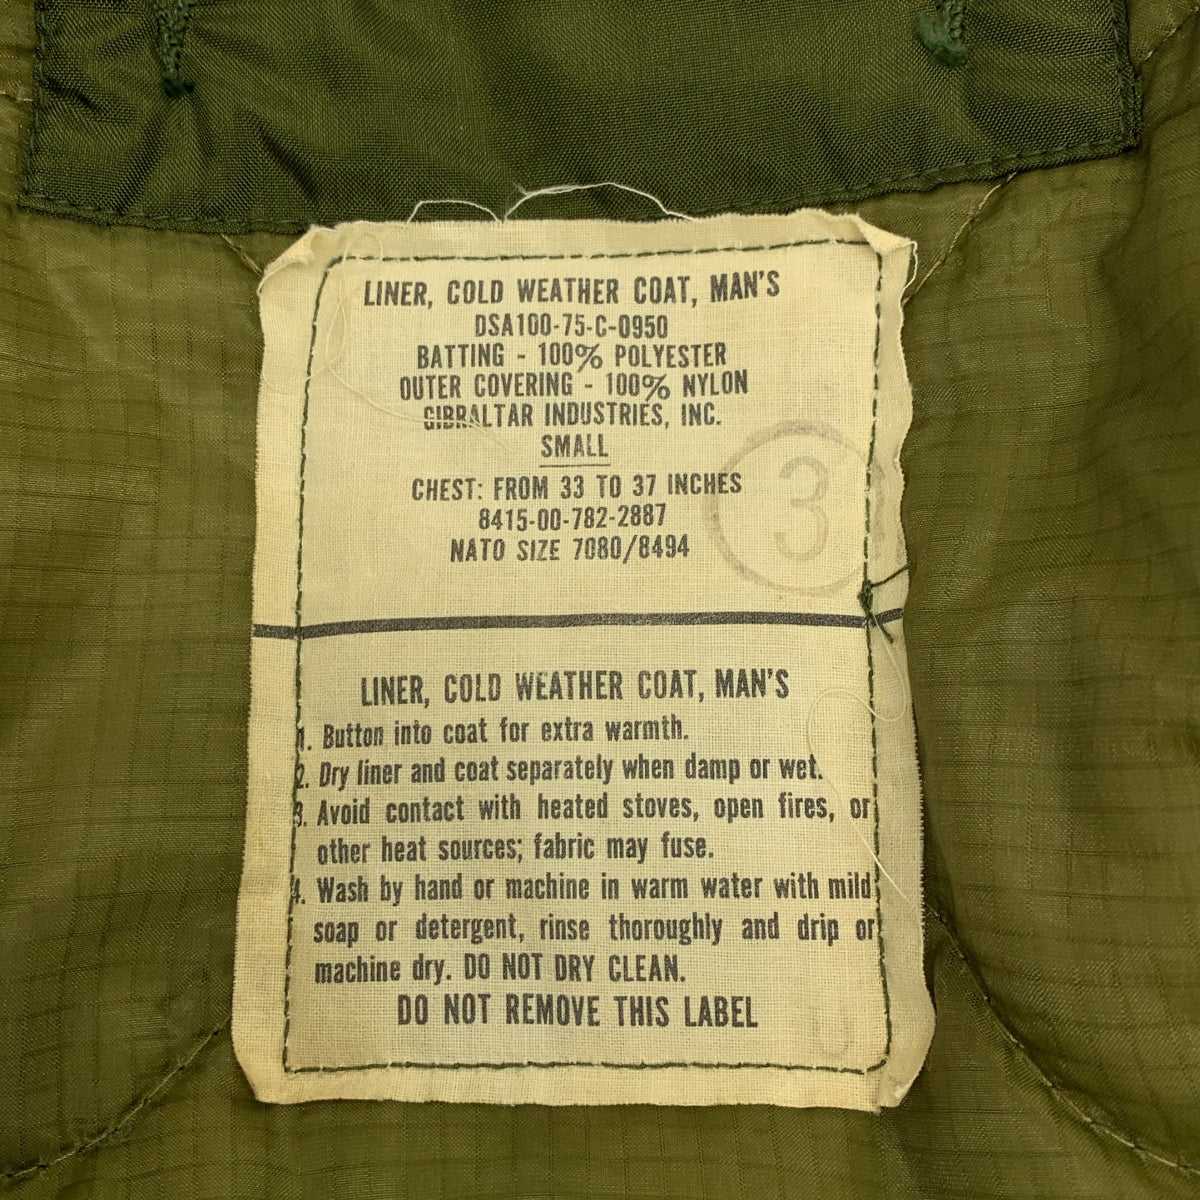 LINER, COLD WEATHER COAT, MAN'S
DSA100-75-C-0950
BATTING - 100% POLYESTER
OUTER COVERING - 100% NYLON
GIBRALTAR INDUSTRIES, INC.
SMALL
CHEST: FROM 33 TO 37 INCHES
8415-00-782-2887
NATO SIZE 7080/8494
3
LINER, COLD WEATHER COAT, MAN'S
1. Button into coat for extra warmth.
2. Dry liner and coat separately when damp or wet.
3. Avoid contact with heated stoves, open fires, or
other heat sources; fabric may fuse.
4. Wash by hand or machine in warm water with mild
soap or detergent, rinse thoroughly and drip or
machine dry. DO NOT DRY CLEAN.
DO NOT REMOVE THIS LABEL